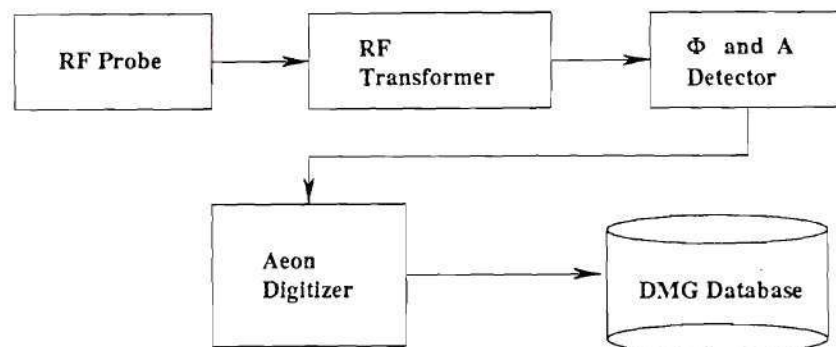 RF Probe
RF
Transformer
Φ and A
Detector
Aeon
Digitizer
DMG Database